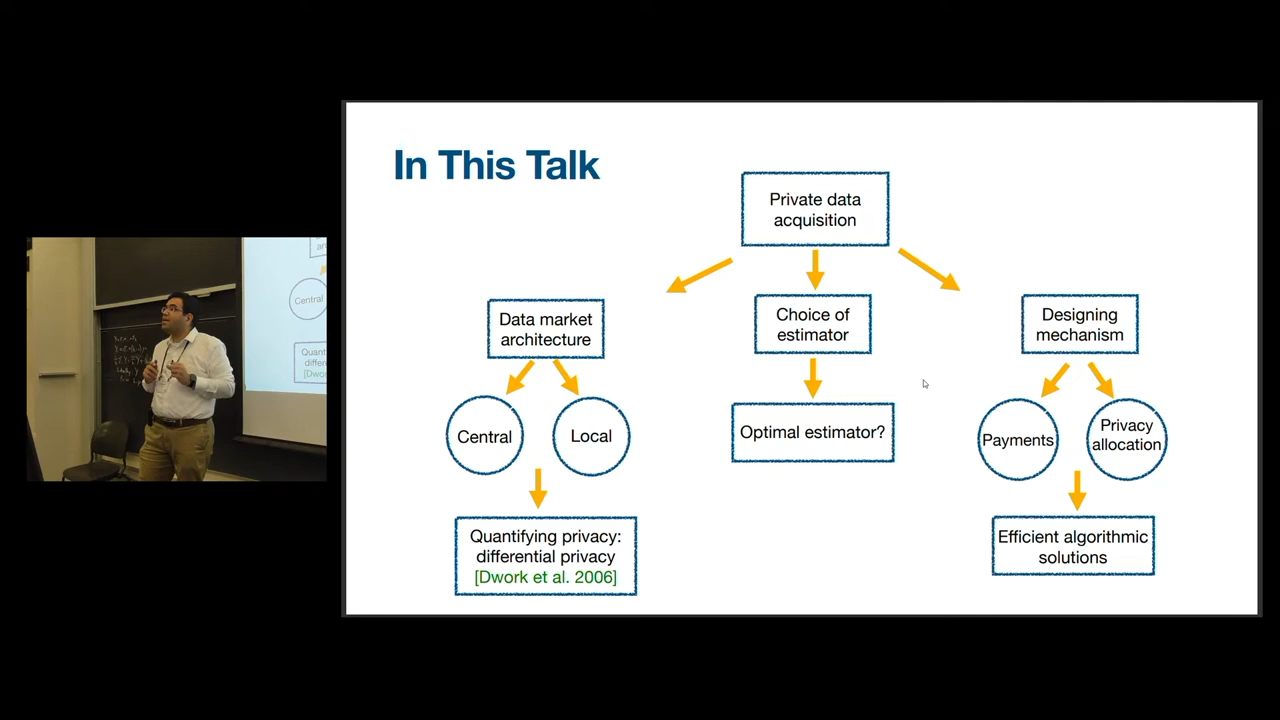 In This Talk
Private data
acquisition
Data market
architecture
Choice of
estimator
Designing
mechanism
Central
Local
Optimal estimator?
Payments
Privacy
allocation
Quantifying privacy:
differential privacy
[Dwork et al. 2006]
Efficient algorithmic
solutions
Central